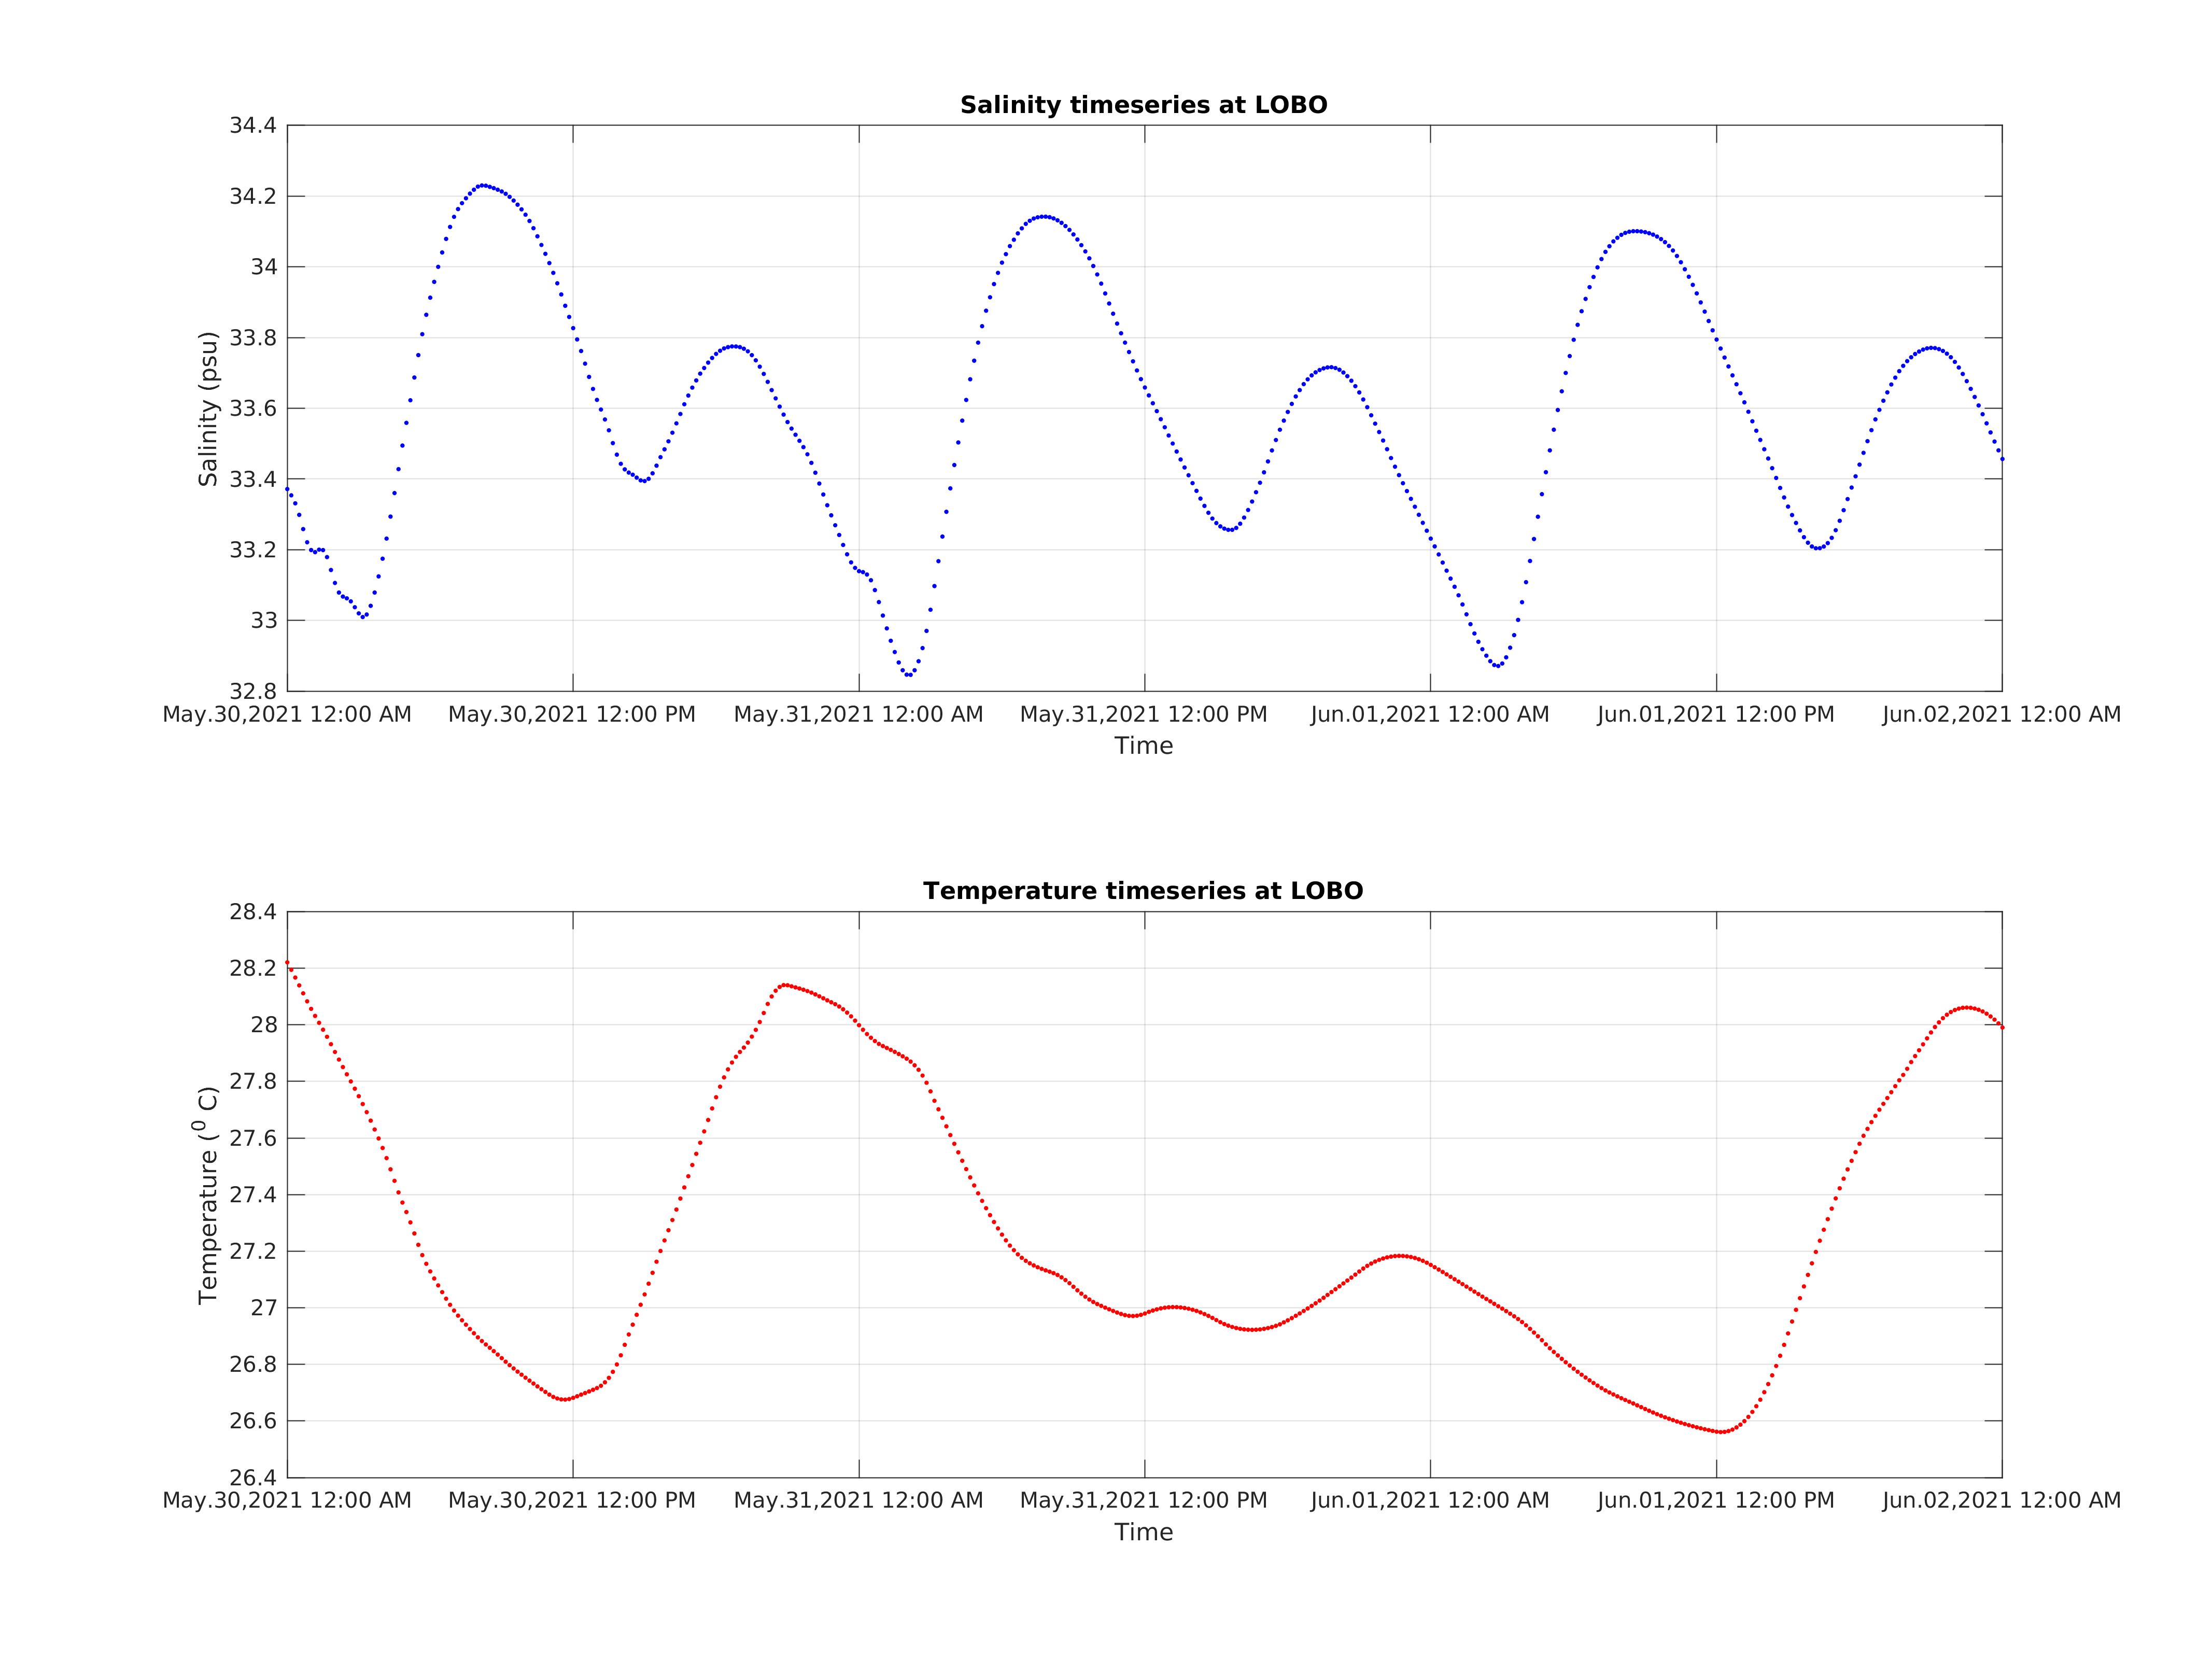 Salinity timeseries at LOBO
34.4
34.2
34
33.8
33.6
33.4
33.2
33
32.8
Salinity (psu)
May.30,2021 12:00 AM May.30,2021 12:00 PM May.31,2021 12:00 AM May.31,2021 12:00 PM Jun.01,2021 12:00 AM Jun.01,2021 12:00 PM Jun.02,2021 12:00 AM
Time
Temperature timeseries at LOBO
28.4
28.2
28
27.8
27.6
27.4
27.2
27
26.8
26.6
26.4
Temperature (⁰ C)
May.30,2021 12:00 AM May.30,2021 12:00 PM May.31,2021 12:00 AM May.31,2021 12:00 PM Jun.01,2021 12:00 AM Jun.01,2021 12:00 PM Jun.02,2021 12:00 AM
Time